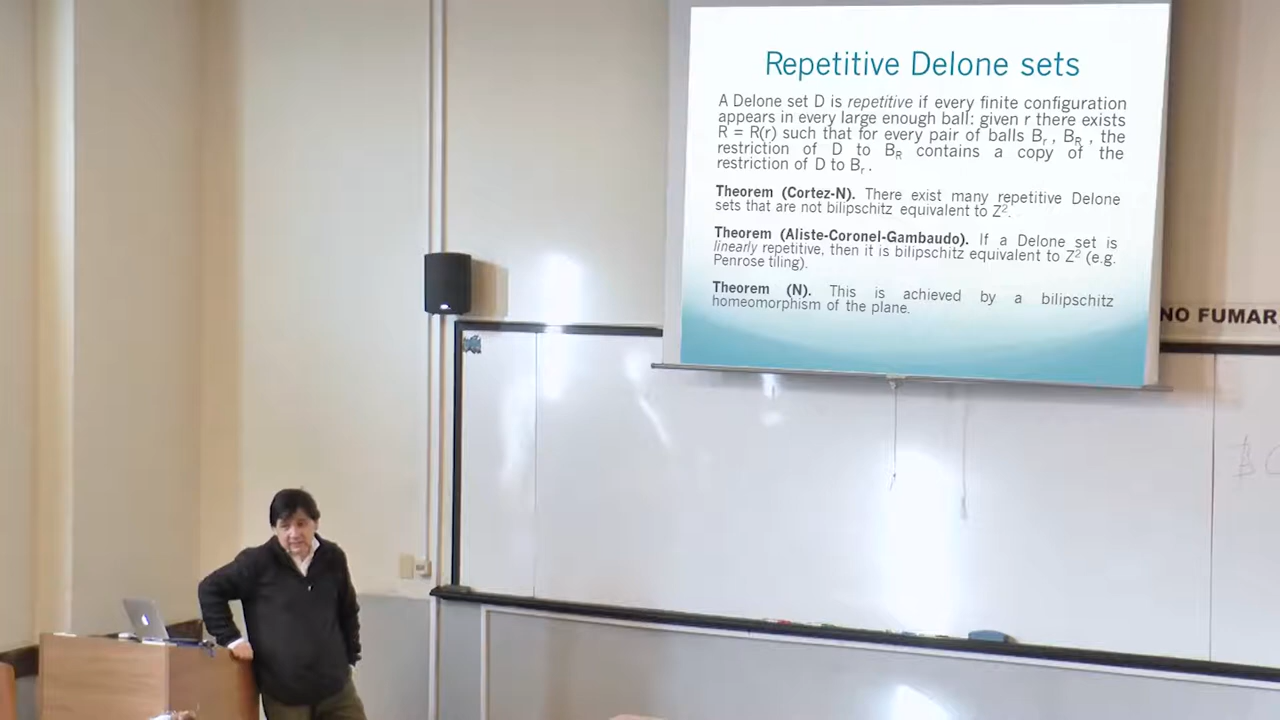 Repetitive Delone sets
A Delone set D is repetitive if every finite configuration
appears in every large enough ball: given r there exists
R = R(r) such that for every pair of balls Bᵣ , B_R , the
restriction of D to B_R contains a copy of the
restriction of D to Bᵣ .
Theorem (Cortez-N). There exist many repetitive Delone
sets that are not bilipschitz equivalent to Z².
Theorem (Aliste-Coronel-Gambaudo). If a Delone set is
linearly repetitive, then it is bilipschitz equivalent to Z² (e.g.
Penrose tiling).
Theorem (N). This is achieved by a bilipschitz
homeomorphism of the plane.
NO FUMAR